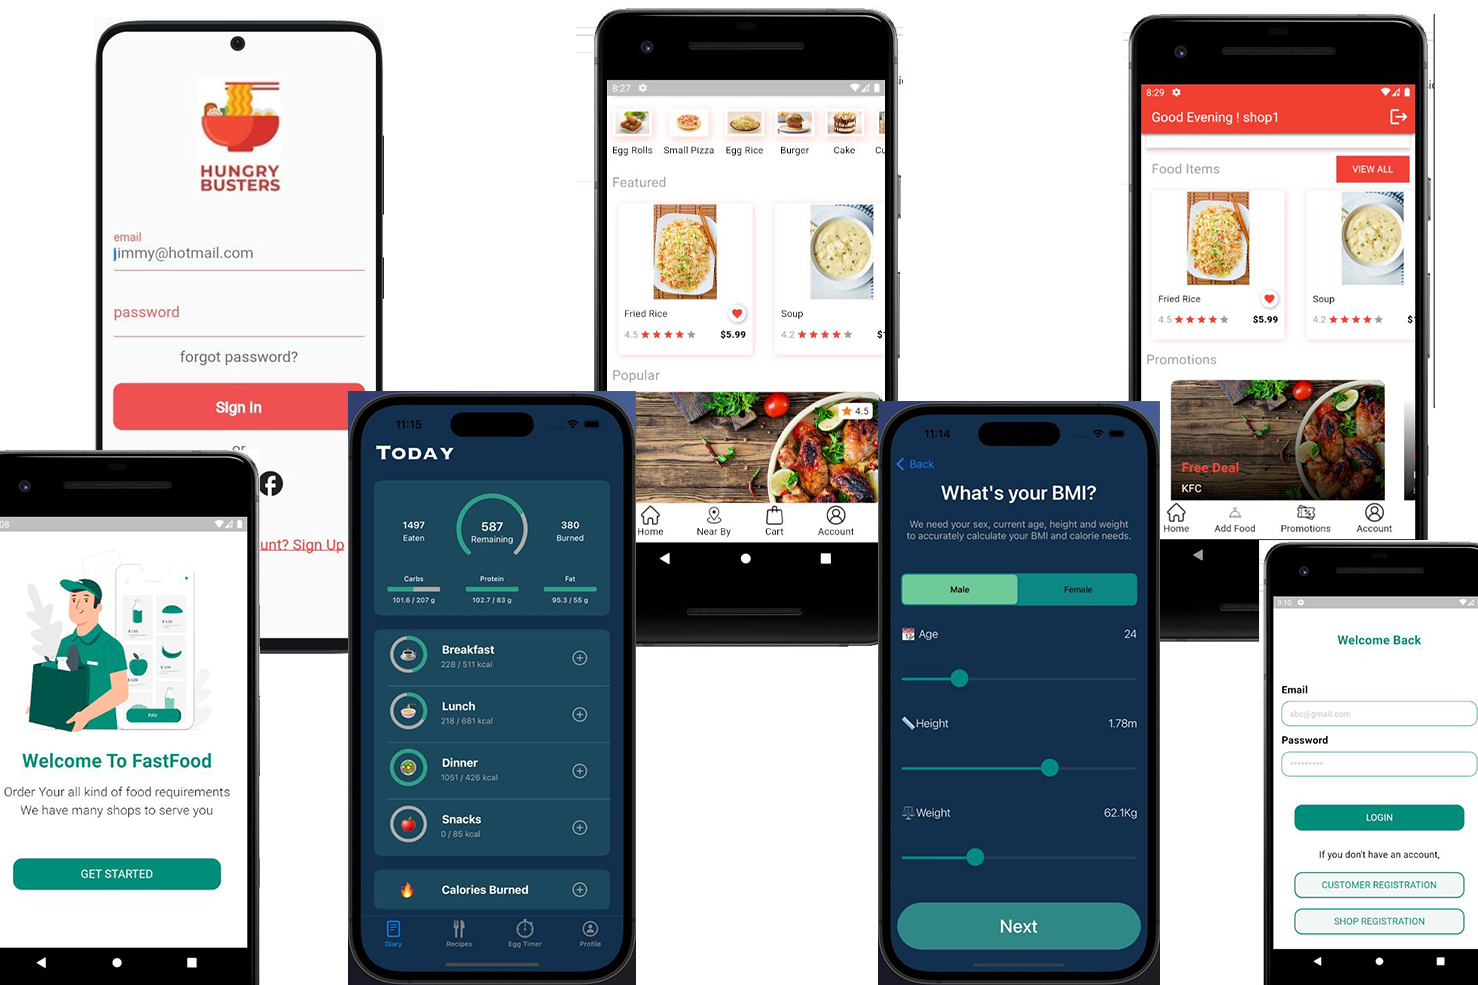 HUNGRY
BUSTERS
email
jimmy@hotmail.com
password
forgot password?
Sign In
or
unt? Sign Up
8:27
Egg Rolls
Small Pizza
Egg Rice
Burger
Cake
Cu
Featured
Fried Rice
4.5
$5.99
Soup
4.2
$1
Popular
4.5
Home
Near By
Cart
Account
8:29
Good Evening ! shop1
Food Items
VIEW ALL
Fried Rice
4.5
$5.99
Soup
4.2
$1
Promotions
Free Deal
KFC
Home
Add Food
Promotions
Account
:08
PAY
Welcome To FastFood
Order Your all kind of food requirements
We have many shops to serve you
GET STARTED
11:15
TODAY
1497
Eaten
587
Remaining
380
Burned
Carbs
101.6 / 207 g
Protein
102.7 / 83 g
Fat
95.3 / 55 g
Breakfast
228 / 511 kcal
Lunch
218 / 681 kcal
Dinner
1051 / 426 kcal
Snacks
0 / 85 kcal
Calories Burned
Diary
Recipes
Egg Timer
Profile
11:14
Back
What's your BMI?
We need your sex, current age, height and weight
to accurately calculate your BMI and calorie needs.
Male
Female
Age
24
Height
1.78m
Weight
62.1Kg
Next
9:10
Welcome Back
Email
abc@gmail.com
Password
*********
LOGIN
If you don't have an account,
CUSTOMER REGISTRATION
SHOP REGISTRATION